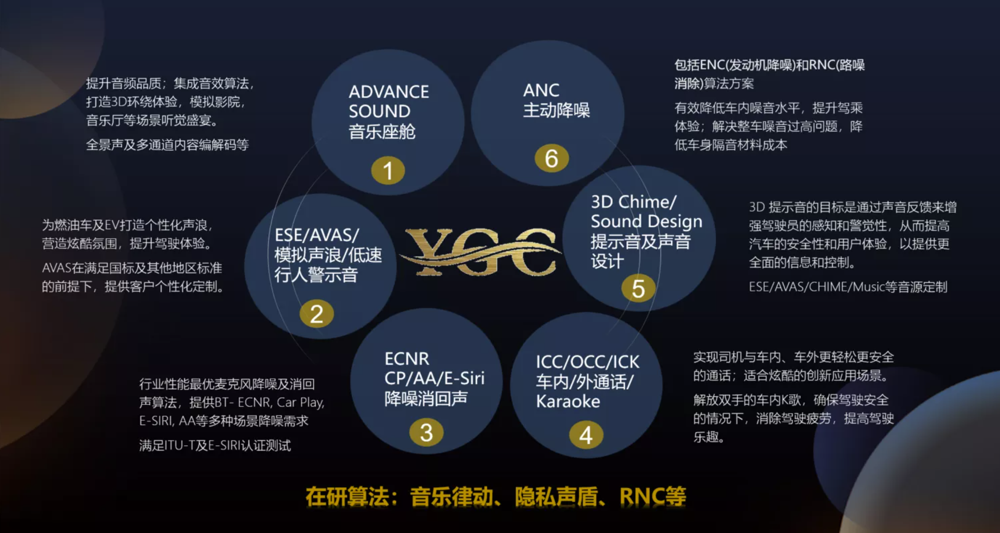 提升音频品质；集成音效算法，
打造3D环绕体验，模拟影院，
音乐厅等场景听觉盛宴。
全景声及多通道内容编解码等
ADVANCE
SOUND
音乐座舱
1
为燃油车及EV打造个性化声浪，
营造炫酷氛围，提升驾驶体验。
AVAS在满足国标及其他地区标准
的前提下，提供客户个性化定制。
ESE/AVAS/
模拟声浪/低速
行人警示音
2
行业性能最优麦克风降噪及消回
声算法，提供BT- ECNR, Car Play,
E-SIRI, AA等多种场景降噪需求
满足ITU-T及E-SIRI认证测试
ECNR
CP/AA/E-Siri
降噪消回声
3
YGC
ICC/OCC/ICK
车内/外通话/
Karaoke
4
实现司机与车内、车外更轻松更安全
的通话；适合炫酷的创新应用场景。
解放双手的车内K歌，确保驾驶安全
的情况下，消除驾驶疲劳，提高驾驶
乐趣。
3D Chime/
Sound Design
提示音及声音
设计
5
3D 提示音的目标是通过声音反馈来增
强驾驶员的感知和警觉性，从而提高
汽车的安全性和用户体验，以提供更
全面的信息和控制。
ESE/AVAS/CHIME/Music等音源定制
ANC
主动降噪
6
包括ENC(发动机降噪)和RNC(路噪
消除)算法方案
有效降低车内噪音水平，提升驾乘
体验；解决整车噪音过高问题，降
低车身隔音材料成本
在研算法：音乐律动、隐私声盾、RNC等